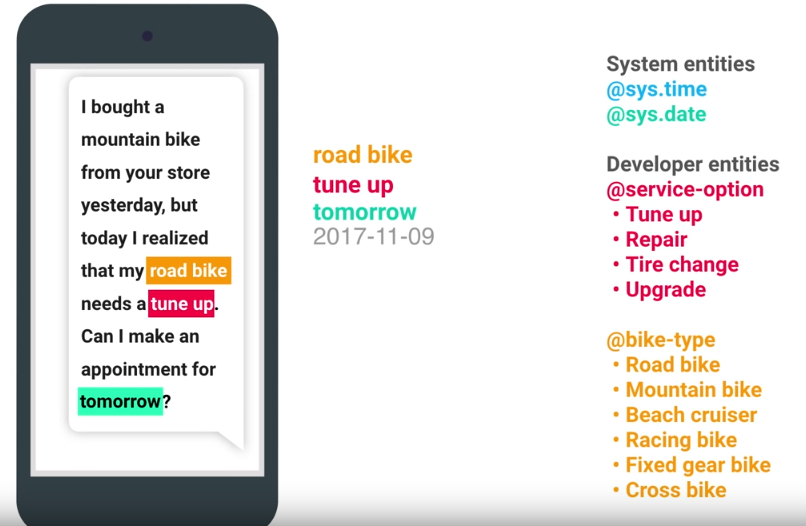 I bought a
mountain bike
from your store
yesterday, but
today I realized
that my road bike
needs a tune up.
Can I make an
appointment for
tomorrow?
road bike
tune up
tomorrow
2017-11-09
System entities
@sys.time
@sys.date
Developer entities
@service-option
• Tune up
• Repair
• Tire change
• Upgrade
@bike-type
• Road bike
• Mountain bike
• Beach cruiser
• Racing bike
• Fixed gear bike
• Cross bike